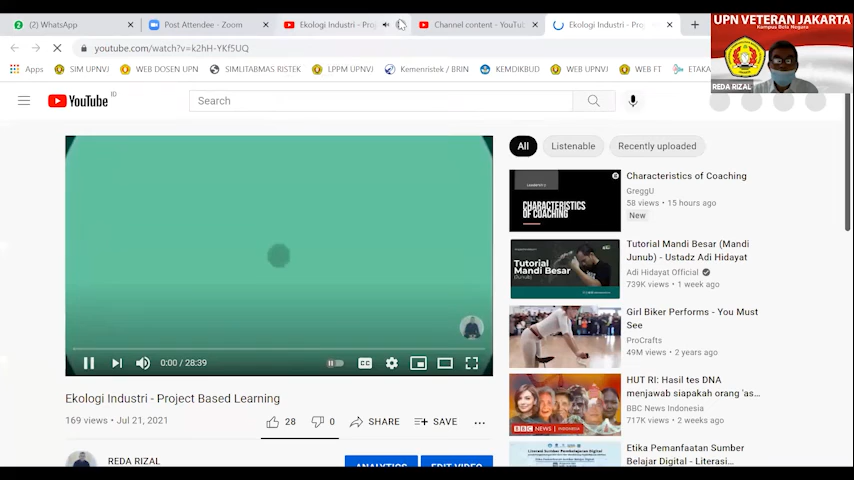 (1) WhatsApp
Post Attendee - Zoom
Ekologi Industri - Proj
Channel content - YouTu
Ekologi Industri - Proje
youtube.com/watch?v=k2hH-YKf5UQ
Apps
SIM UPNVJ
WEB DOSEN UPN
SIMLITABMAS RISTEK
LPPM UPNVJ
Kemenristek / BRIN
KEMDIKBUD
WEB UPNVJ
WEB FT
ETAKA
UPN VETERAN JAKARTA
Kampus Bela Negara
REDA RIZAL
YouTube ID
Search
All
Listenable
Recently uploaded
CHARACTERISTICS
OF COACHING
Characteristics of Coaching
GreggU
58 views • 15 hours ago
New
Tutorial
Mandi Besar
(Junub)
Tutorial Mandi Besar (Mandi
Junub) - Ustadz Adi Hidayat
Adi Hidayat Official
739K views • 1 week ago
Girl Biker Performs - You Must
See
ProCrafts
49M views • 2 years ago
BBC NEWS INDONESIA
HUT RI: Hasil tes DNA
menjawab siapakah orang 'as...
BBC News Indonesia
717K views • 2 weeks ago
Etika Pemanfaatan Sumber
Belajar Digital - Literasi...
0:00 / 28:39
CC
Ekologi Industri - Project Based Learning
169 views • Jul 21, 2021
28
0
SHARE
SAVE
REDA RIZAL
ANALYTICS
EDIT VIDEO